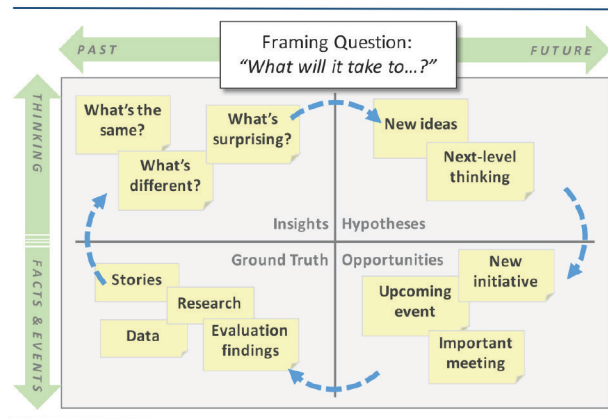 PAST
Framing Question:
“What will it take to…?”
FUTURE
THINKING
What’s the
same?
What’s
different?
What’s
surprising?
New ideas
Next-level
thinking
Insights
Hypotheses
Ground Truth
Opportunities
FACTS & EVENTS
Stories
Research
Data
Evaluation
findings
New
initiative
Upcoming
event
Important
meeting